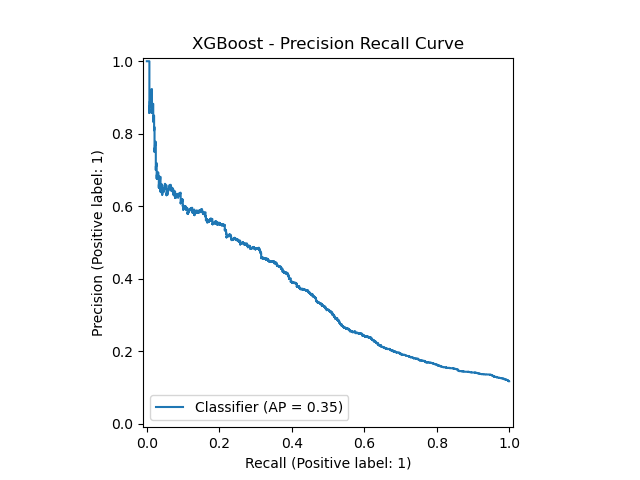 XGBoost - Precision Recall Curve
1.0
0.8
0.6
0.4
0.2
0.0
Precision (Positive label: 1)
Classifier (AP = 0.35)
0.0 0.2 0.4 0.6 0.8 1.0
Recall (Positive label: 1)